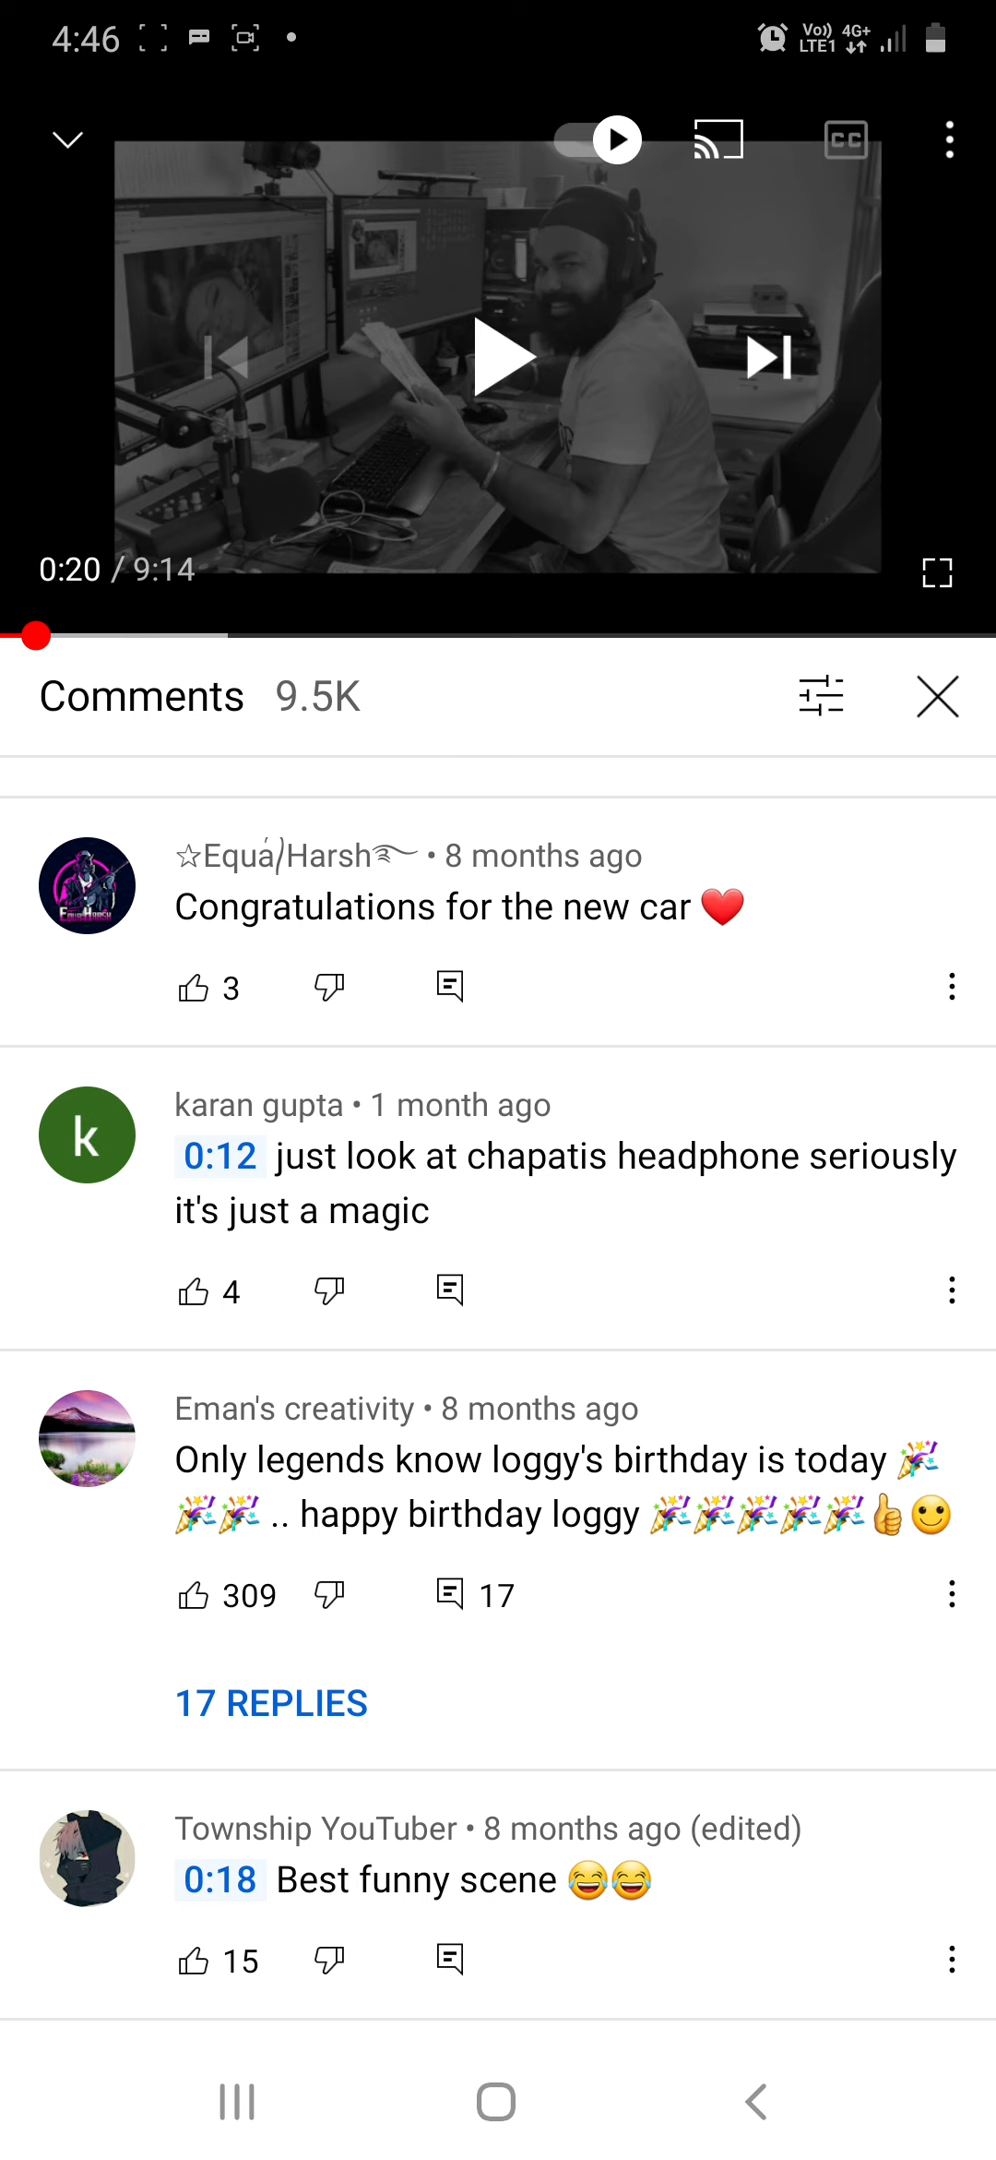 4:46
Vo)) 4G+
LTE1
CC
0:20 / 9:14
Comments 9.5K
☆Equá⎠Harsh࿐ • 8 months ago
Congratulations for the new car ❤️
3
k
karan gupta • 1 month ago
0:12 just look at chapatis headphone seriously
it's just a magic
4
Eman's creativity • 8 months ago
Only legends know loggy's birthday is today 🎉
🎉🎉 .. happy birthday loggy 🎉🎉🎉🎉🎉👍🙂
309 17
17 REPLIES
Township YouTuber • 8 months ago (edited)
0:18 Best funny scene 😂😂
15